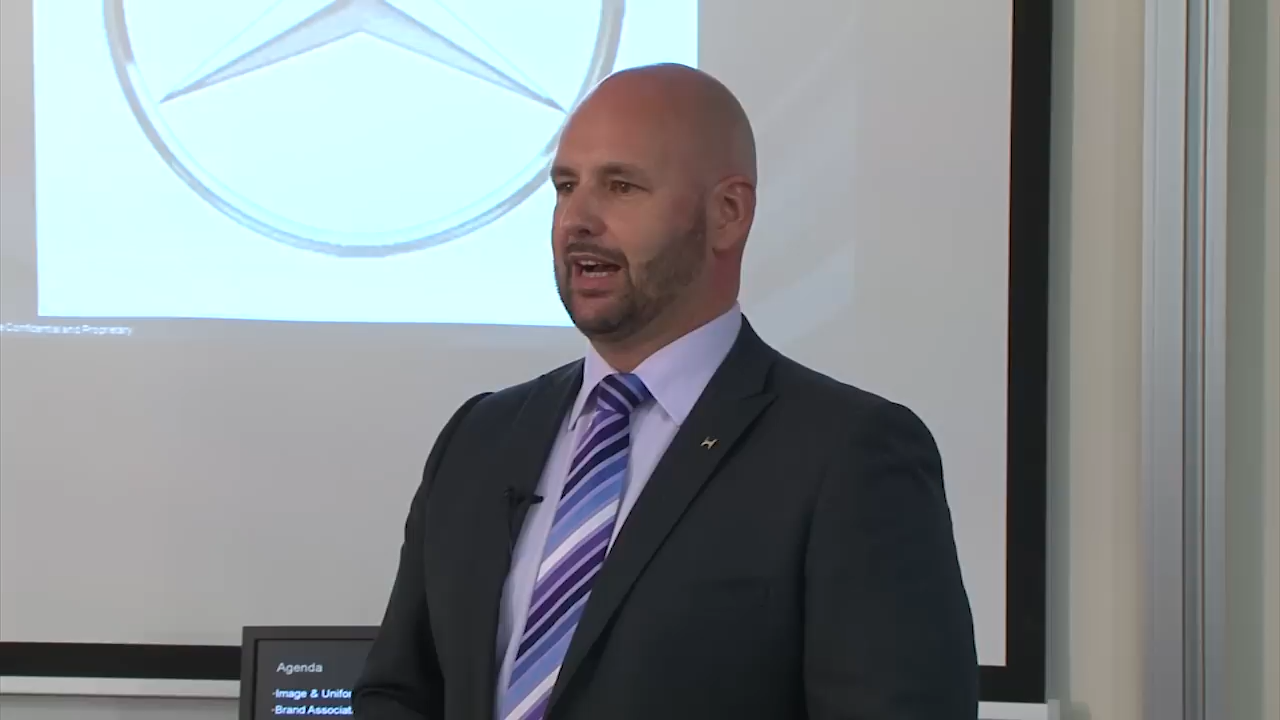 Confidential and Proprietary
Agenda
-Image & Unifor
-Brand Associat